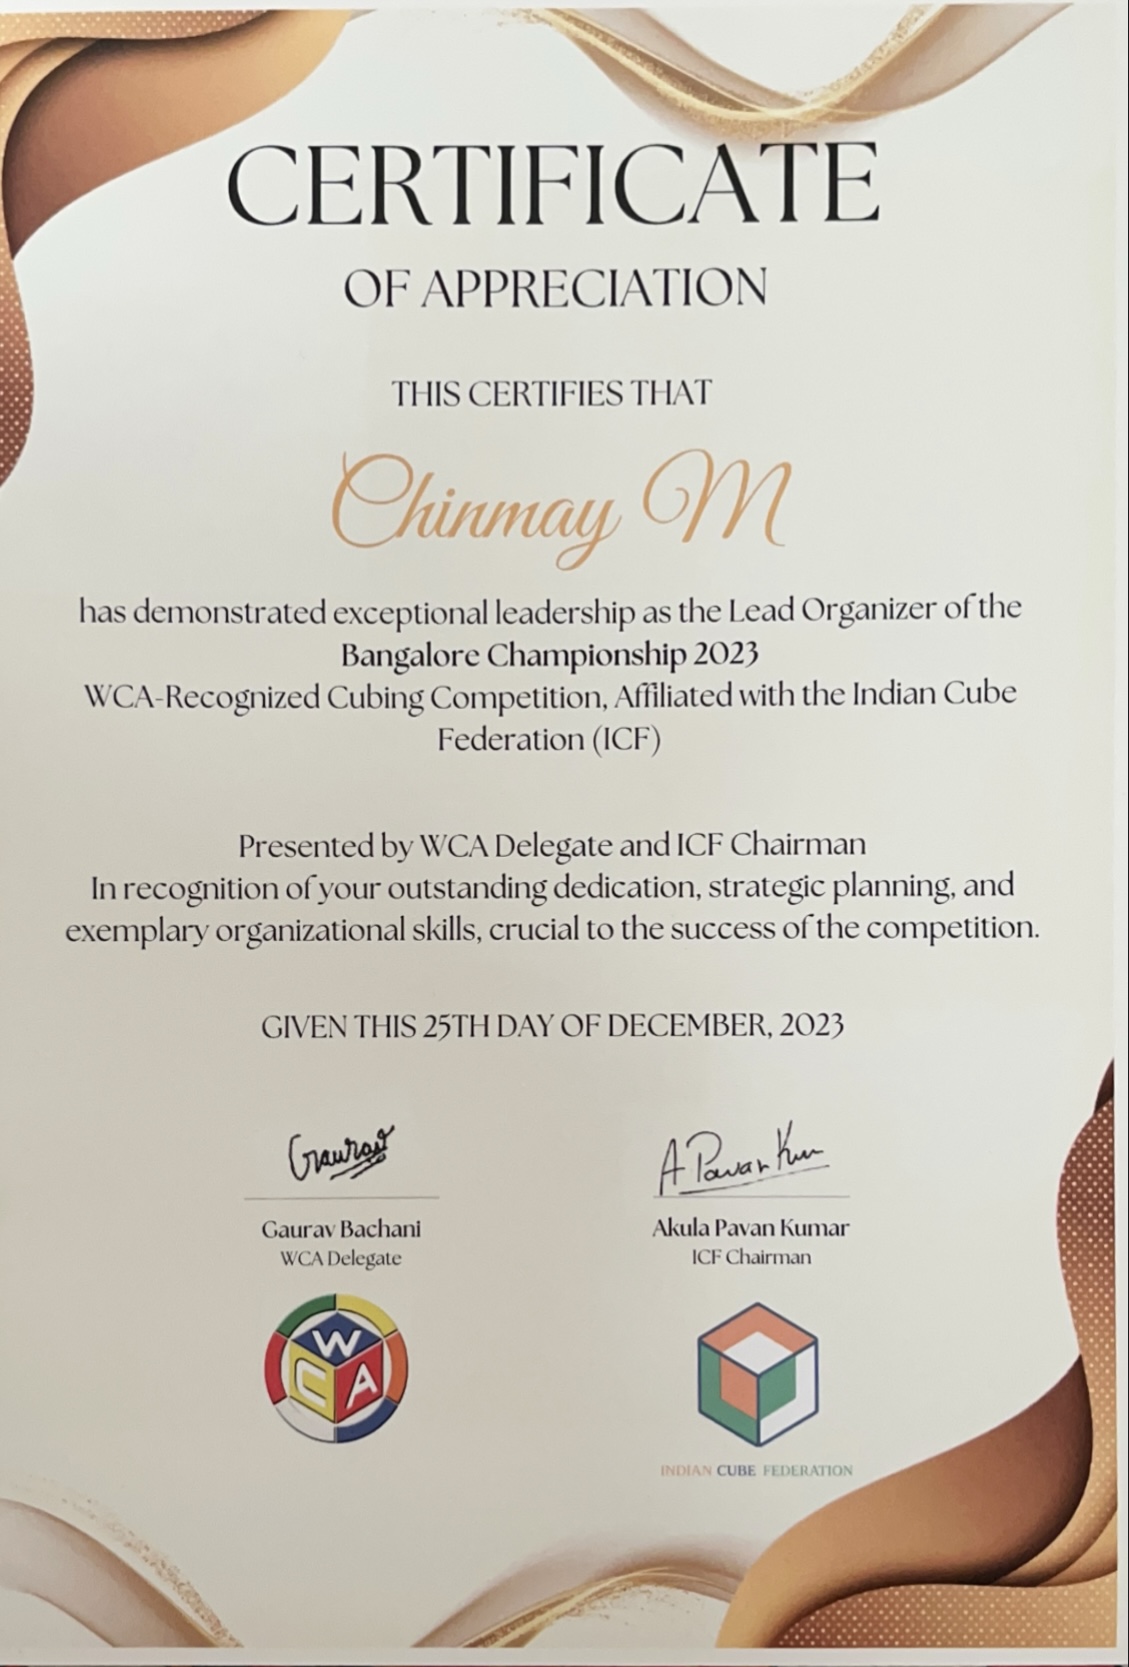 CERTIFICATE
OF APPRECIATION
THIS CERTIFIES THAT
Chinmay M
has demonstrated exceptional leadership as the Lead Organizer of the
Bangalore Championship 2023
WCA-Recognized Cubing Competition, Affiliated with the Indian Cube
Federation (ICF)
Presented by WCA Delegate and ICF Chairman
In recognition of your outstanding dedication, strategic planning, and
exemplary organizational skills, crucial to the success of the competition.
GIVEN THIS 25TH DAY OF DECEMBER, 2023
Gaurav A Pavan Kum
Gaurav Bachani Akula Pavan Kumar
WCA Delegate ICF Chairman
WCA
INDIAN CUBE FEDERATION